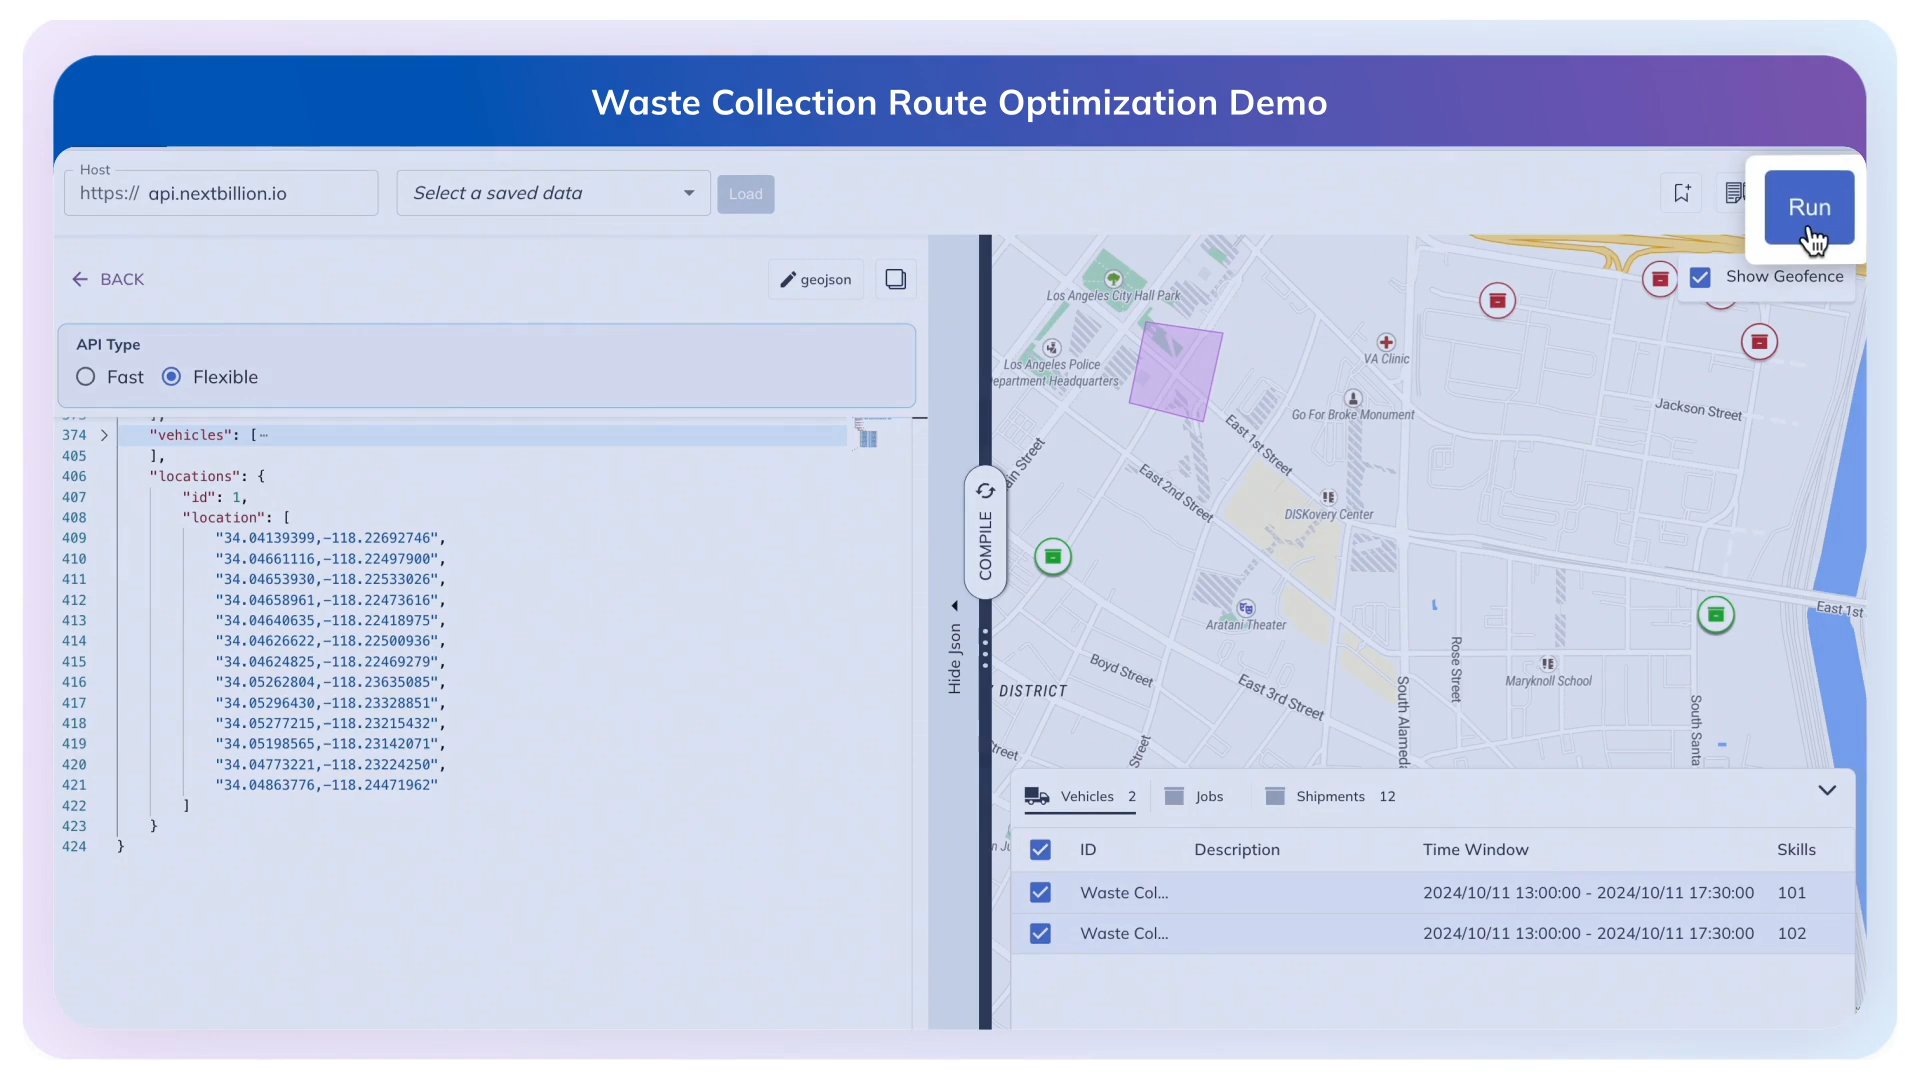 Waste Collection Route Optimization Demo
Host
https:// api.nextbillion.io
Select a saved data
Load
Run
BACK
geojson
Show Geofence
API Type
Fast
Flexible
374 "vehicles": [
405 ],
406 "locations": {
407 "id": 1,
408 "location": [
409 "34.04139399,-118.22692746",
410 "34.04661116,-118.22497900",
411 "34.04653930,-118.22533026",
412 "34.04658961,-118.22473616",
413 "34.04640635,-118.22418975",
414 "34.04626622,-118.22500936",
415 "34.04624825,-118.22469279",
416 "34.05262804,-118.23635085",
417 "34.05296430,-118.23328851",
418 "34.05277215,-118.23215432",
419 "34.05198565,-118.23142071",
420 "34.04773221,-118.23224250",
421 "34.04863776,-118.24471962"
422 ]
423 }
424 }
COMPILE
Hide Json
Los Angeles City Hall Park
Los Angeles Police
epartment Headquarters
VA Clinic
Go For Broke Monument
Jackson Street
ain Street
East 1st Street
East 2nd Street
DISKovery Center
Aratani Theater
East 1st
Boyd Street
East 3rd Street
DISTRICT
Rose Street
Maryknoll School
South Alameda
South Santa
treet
Street
Vehicles 2
Jobs
Shipments 12
ID Description Time Window Skills
Waste Col... 2024/10/11 13:00:00 - 2024/10/11 17:30:00 101
Waste Col... 2024/10/11 13:00:00 - 2024/10/11 17:30:00 102